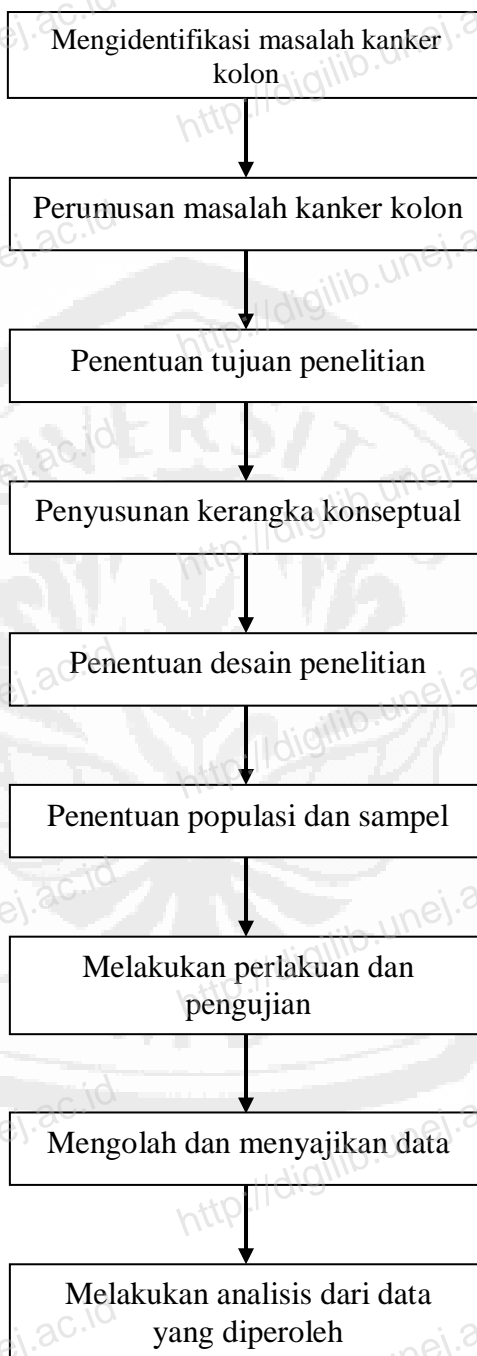 Mengidentifikasi masalah kanker
kolon
Perumusan masalah kanker kolon
Penentuan tujuan penelitian
Penyusunan kerangka konseptual
Penentuan desain penelitian
Penentuan populasi dan sampel
Melakukan perlakuan dan
pengujian
Mengolah dan menyajikan data
Melakukan analisis dari data
yang diperoleh